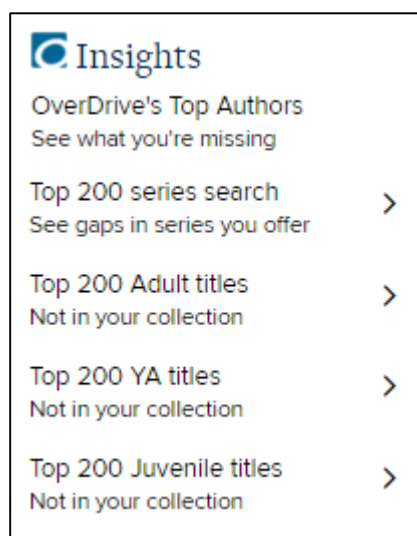 Insights
OverDrive's Top Authors
See what you're missing
Top 200 series search
See gaps in series you offer
Top 200 Adult titles
Not in your collection
Top 200 YA titles
Not in your collection
Top 200 Juvenile titles
Not in your collection